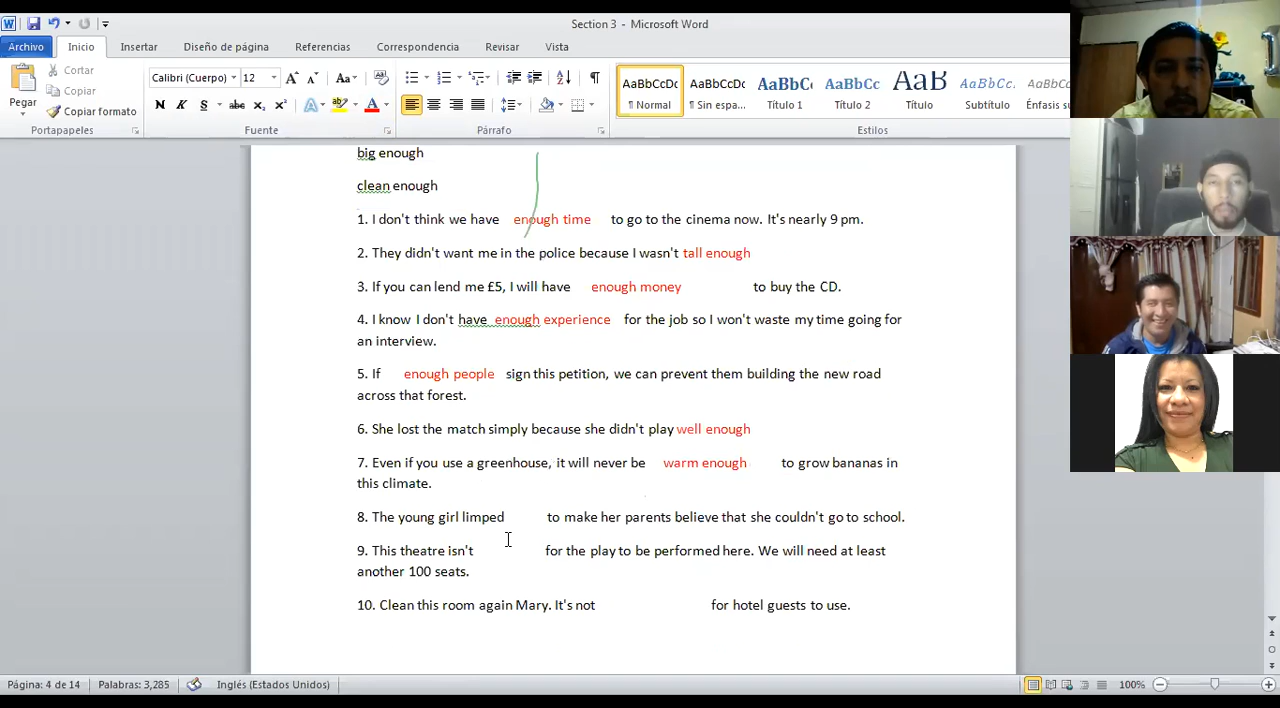 Section 3 - Microsoft Word
Archivo Inicio Insertar Diseño de página Referencias Correspondencia Revisar Vista
Pegar
Cortar
Copiar
Copiar formato
Portapapeles
Calibri (Cuerpo) 12
Fuente
Párrafo
AaBbCcDc AaBbCcDc AaBbC AaBbCc AaB AaBbCc AaBbCcDc
¶ Normal ¶ Sin espa... Título 1 Título 2 Título Subtítulo Énfasis su
Estilos
big enough
clean enough
1. I don't think we have enough time to go to the cinema now. It's nearly 9 pm.
2. They didn't want me in the police because I wasn't tall enough
3. If you can lend me £5, I will have enough money to buy the CD.
4. I know I don't have enough experience for the job so I won't waste my time going for
an interview.
5. If enough people sign this petition, we can prevent them building the new road
across that forest.
6. She lost the match simply because she didn't play well enough
7. Even if you use a greenhouse, it will never be warm enough to grow bananas in
this climate.
8. The young girl limped to make her parents believe that she couldn't go to school.
9. This theatre isn't for the play to be performed here. We will need at least
another 100 seats.
10. Clean this room again Mary. It's not for hotel guests to use.
Página: 4 de 14 Palabras: 3,285 Inglés (Estados Unidos) 100%